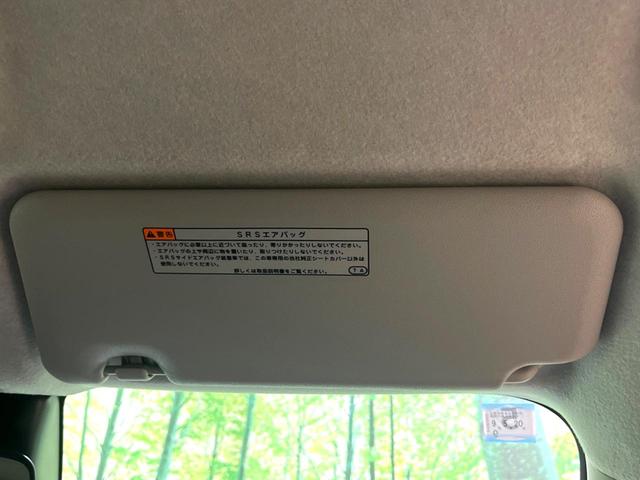 ⚠警告 SRSエアバッグ
・エアバッグに必要以上に近づいて座ったり、寄りかかったりしないでください。
・エアバッグの上や周辺に物を置いたり、取りつけたりしないでください。
・SRSサイドエアバッグ装着車では、この車専用の当社純正シートカバー以外は
使用しないでください。
詳しくは取扱説明書をご覧ください。
9 5 20